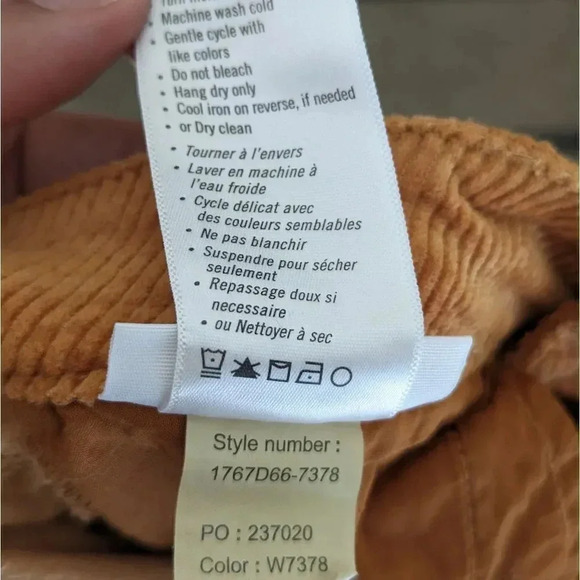 • Machine wash cold
• Gentle cycle with
like colors
• Do not bleach
• Hang dry only
• Cool iron on reverse, if needed
• or Dry clean
• Tourner à l'envers
• Laver en machine à
l'eau froide
• Cycle délicat avec
des couleurs semblables
• Ne pas blanchir
• Suspendre pour sécher
seulement
• Repassage doux si
necessaire
• ou Nettoyer à sec
Style number :
1767D66-7378
PO : 237020
Color : W7378